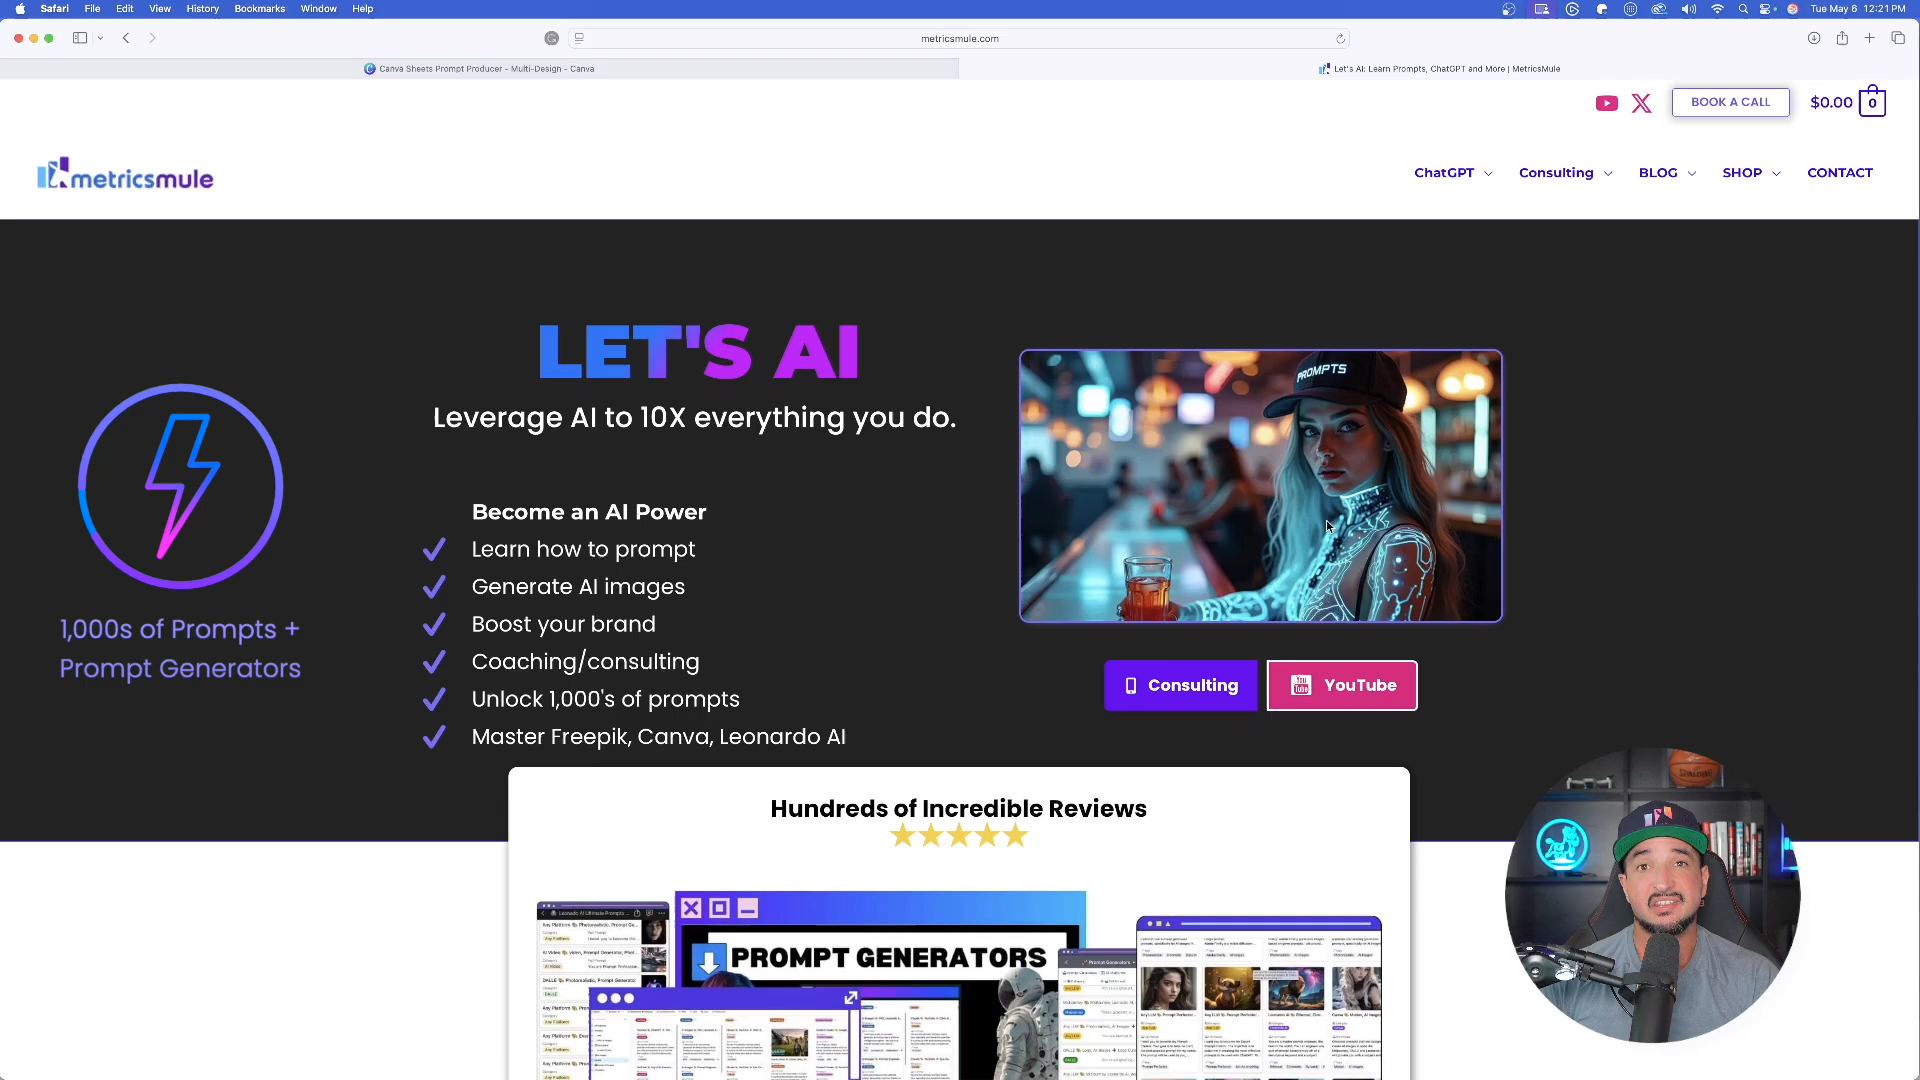 Safari File Edit View History Bookmarks Window Help
Tue May 6 12:21 PM
metricsmule.com
Canva Sheets Prompt Producer - Multi-Design - Canva
Let's AI: Learn Prompts, ChatGPT and More | MetricsMule
BOOK A CALL
$0.00
0
metricsmule
ChatGPT
Consulting
BLOG
SHOP
CONTACT
LET'S AI
Leverage AI to 10X everything you do.
PROMPTS
1,000s of Prompts +
Prompt Generators
Become an AI Power
Learn how to prompt
Generate AI images
Boost your brand
Coaching/consulting
Unlock 1,000's of prompts
Master Freepik, Canva, Leonardo AI
Consulting
You Tube
YouTube
Hundreds of Incredible Reviews
PROMPT GENERATORS
SPALDING